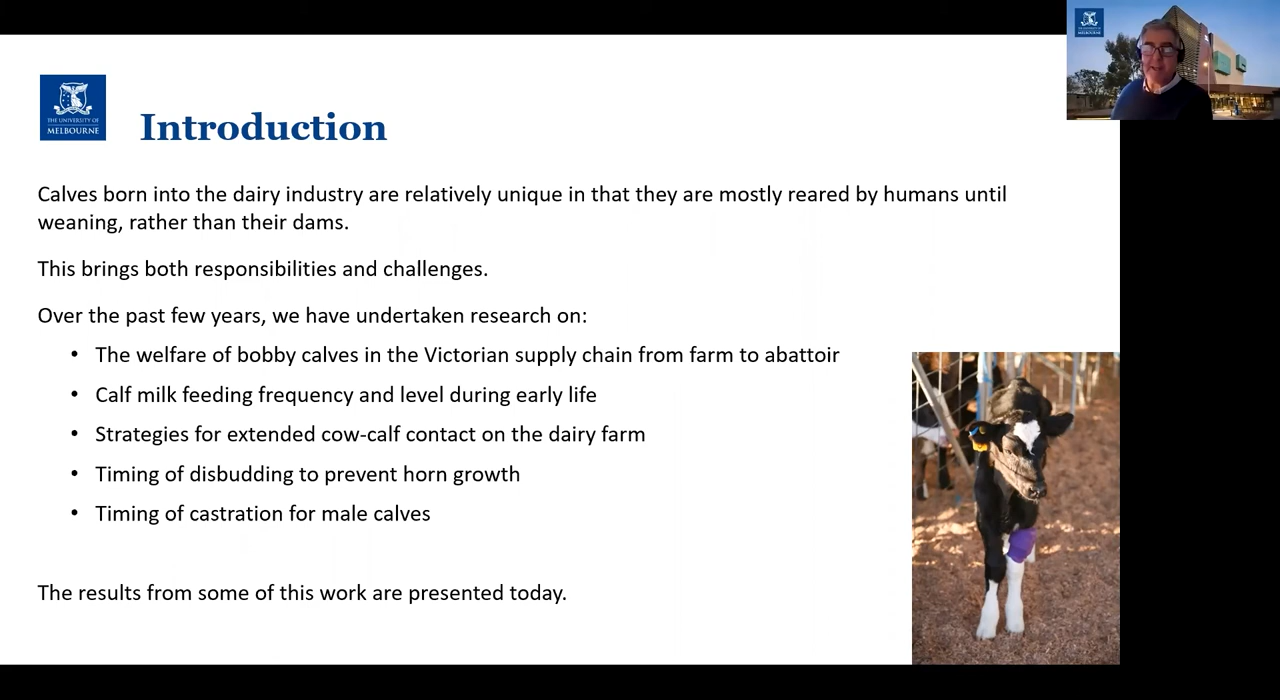 THE UNIVERSITY OF
MELBOURNE
Introduction
Calves born into the dairy industry are relatively unique in that they are mostly reared by humans until
weaning, rather than their dams.
This brings both responsibilities and challenges.
Over the past few years, we have undertaken research on:
• The welfare of bobby calves in the Victorian supply chain from farm to abattoir
• Calf milk feeding frequency and level during early life
• Strategies for extended cow-calf contact on the dairy farm
• Timing of disbudding to prevent horn growth
• Timing of castration for male calves
The results from some of this work are presented today.